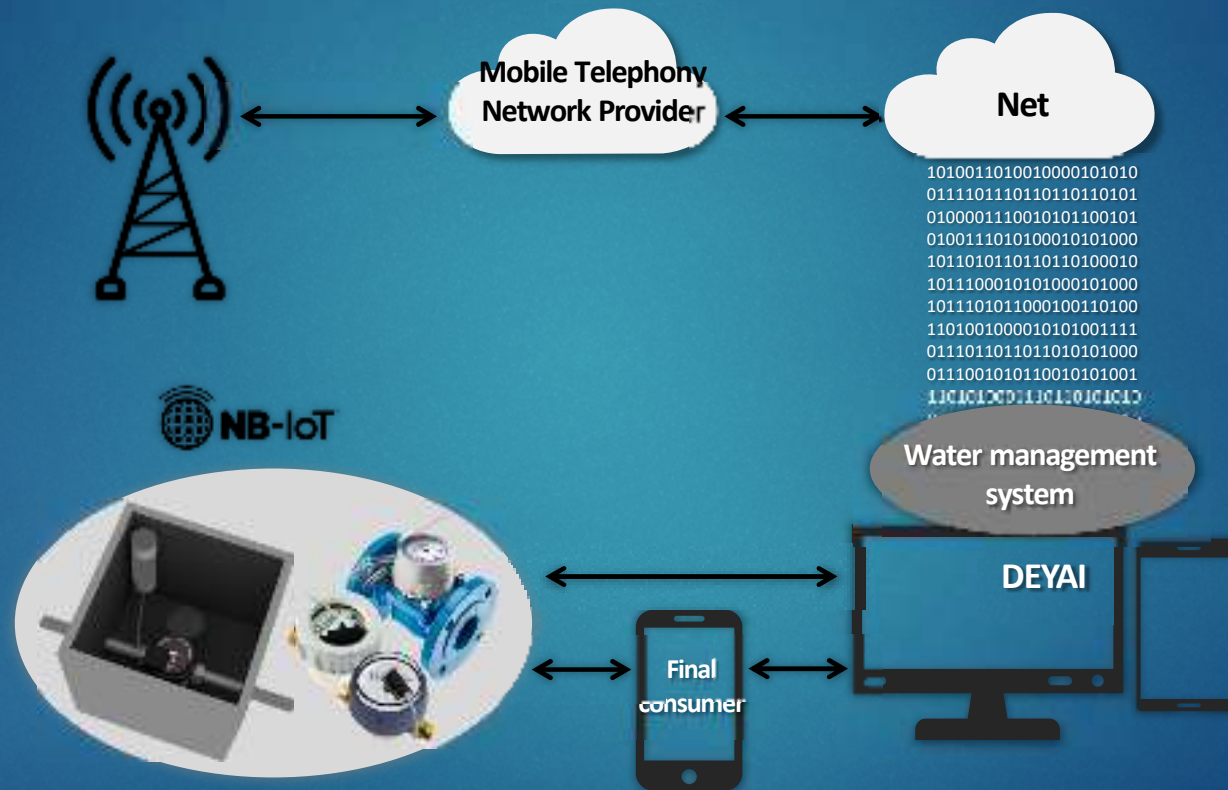 Mobile Telephony
Network Provider
Net
1010011010010000101010
0111101110110110110101
0100001110010101100101
0100111010100010101000
1011010110110110100010
1011100010101000101000
1011101011000100110100
1101001000010101001111
0111011011011010101000
0111001010110010101001
NB-IoT
Water management
system
DEYAI
Final
consumer